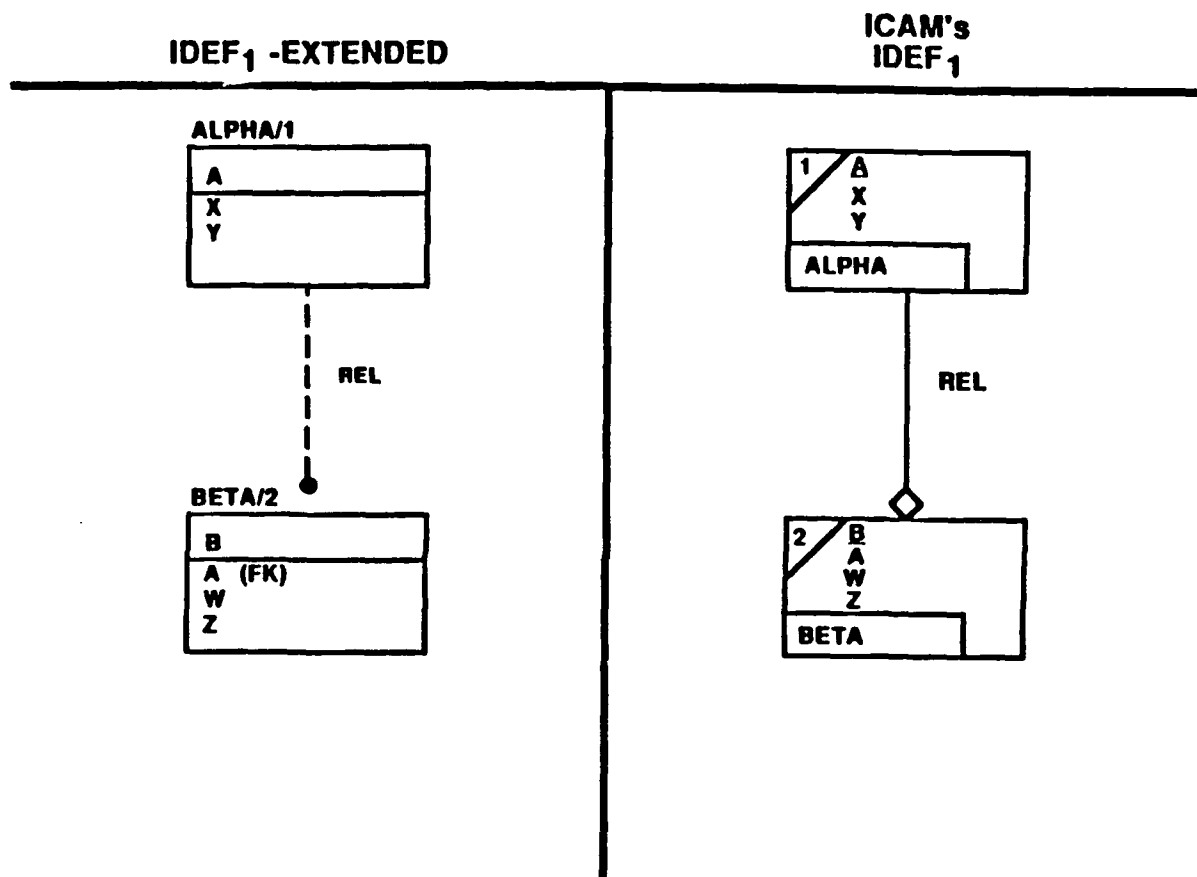 IDEF1 -EXTENDED
ICAM's
IDEF1
ALPHA/1
A
X
Y
REL
BETA/2
B
A (FK)
W
Z
1
A
X
Y
ALPHA
REL
2
B
A
W
Z
BETA